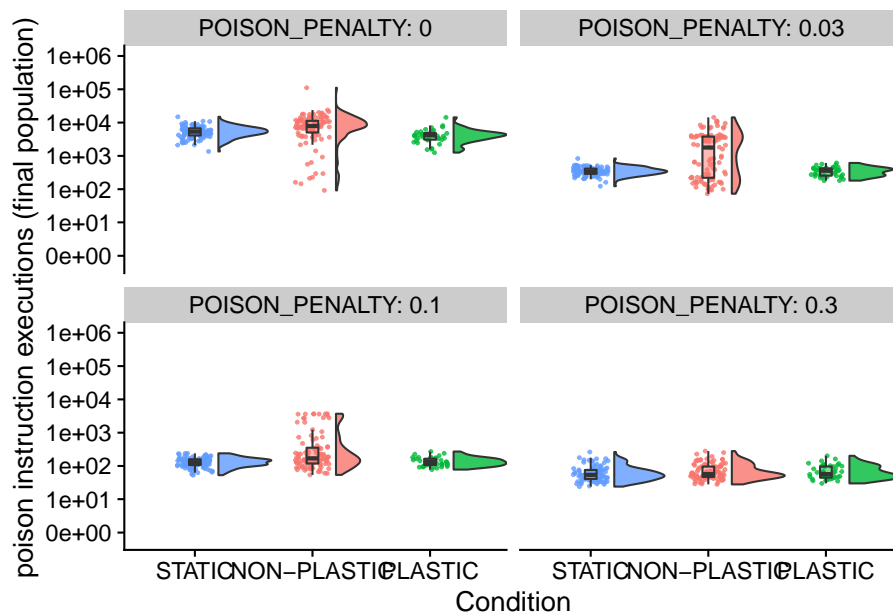 poison instruction executions (final population)
POISON_PENALTY: 0
POISON_PENALTY: 0.03
1e+06
1e+05
1e+04
1e+03
1e+02
1e+01
0e+00
POISON_PENALTY: 0.1
POISON_PENALTY: 0.3
1e+06
1e+05
1e+04
1e+03
1e+02
1e+01
0e+00
STATIC NON−PLASTIC PLASTIC
STATIC NON−PLASTIC PLASTIC
Condition